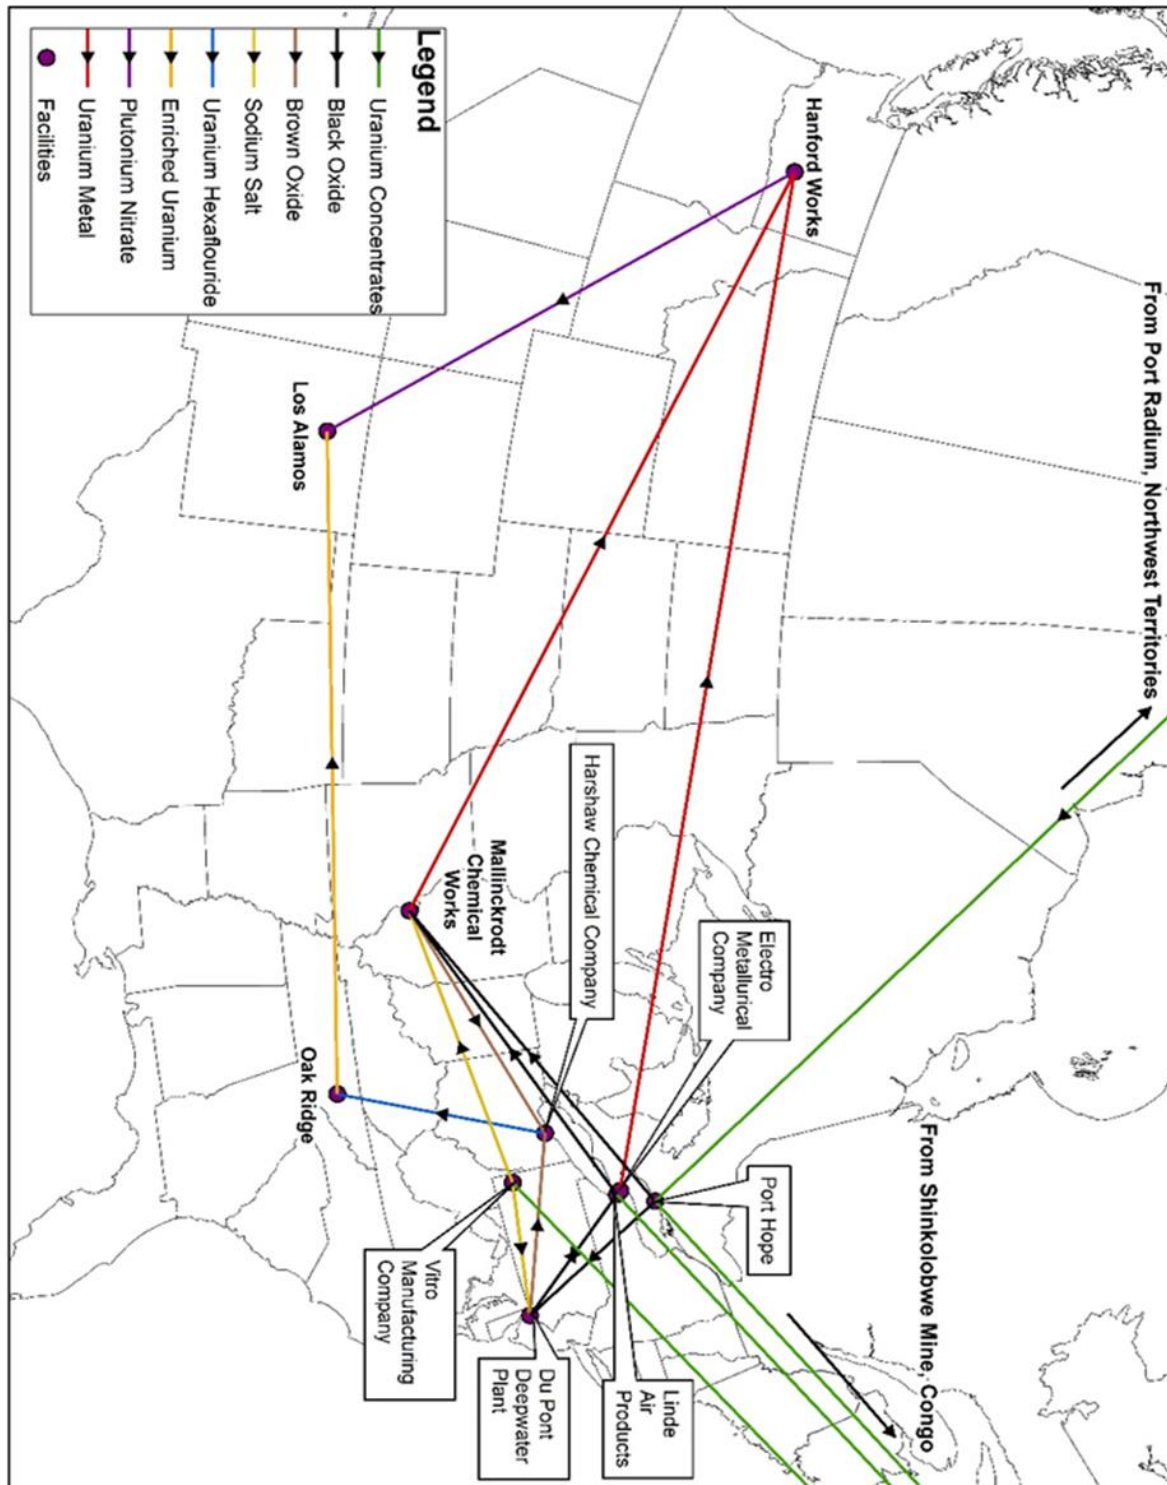 From Port Radium, Northwest Territories
From Shinkolobwe Mine, Congo
Hanford Works
Electro
Metallurical
Company
Port Hope
Harshaw Chemical Company
Linde
Air
Products
Mallinckrodt
Chemical
Works
Du Pont
Deepwater
Plant
Vitro
Manufacturing
Company
Los Alamos
Oak Ridge
Legend
Uranium Concentrates
Black Oxide
Brown Oxide
Sodium Salt
Uranium Hexaflouride
Enriched Uranium
Plutonium Nitrate
Uranium Metal
Facilities